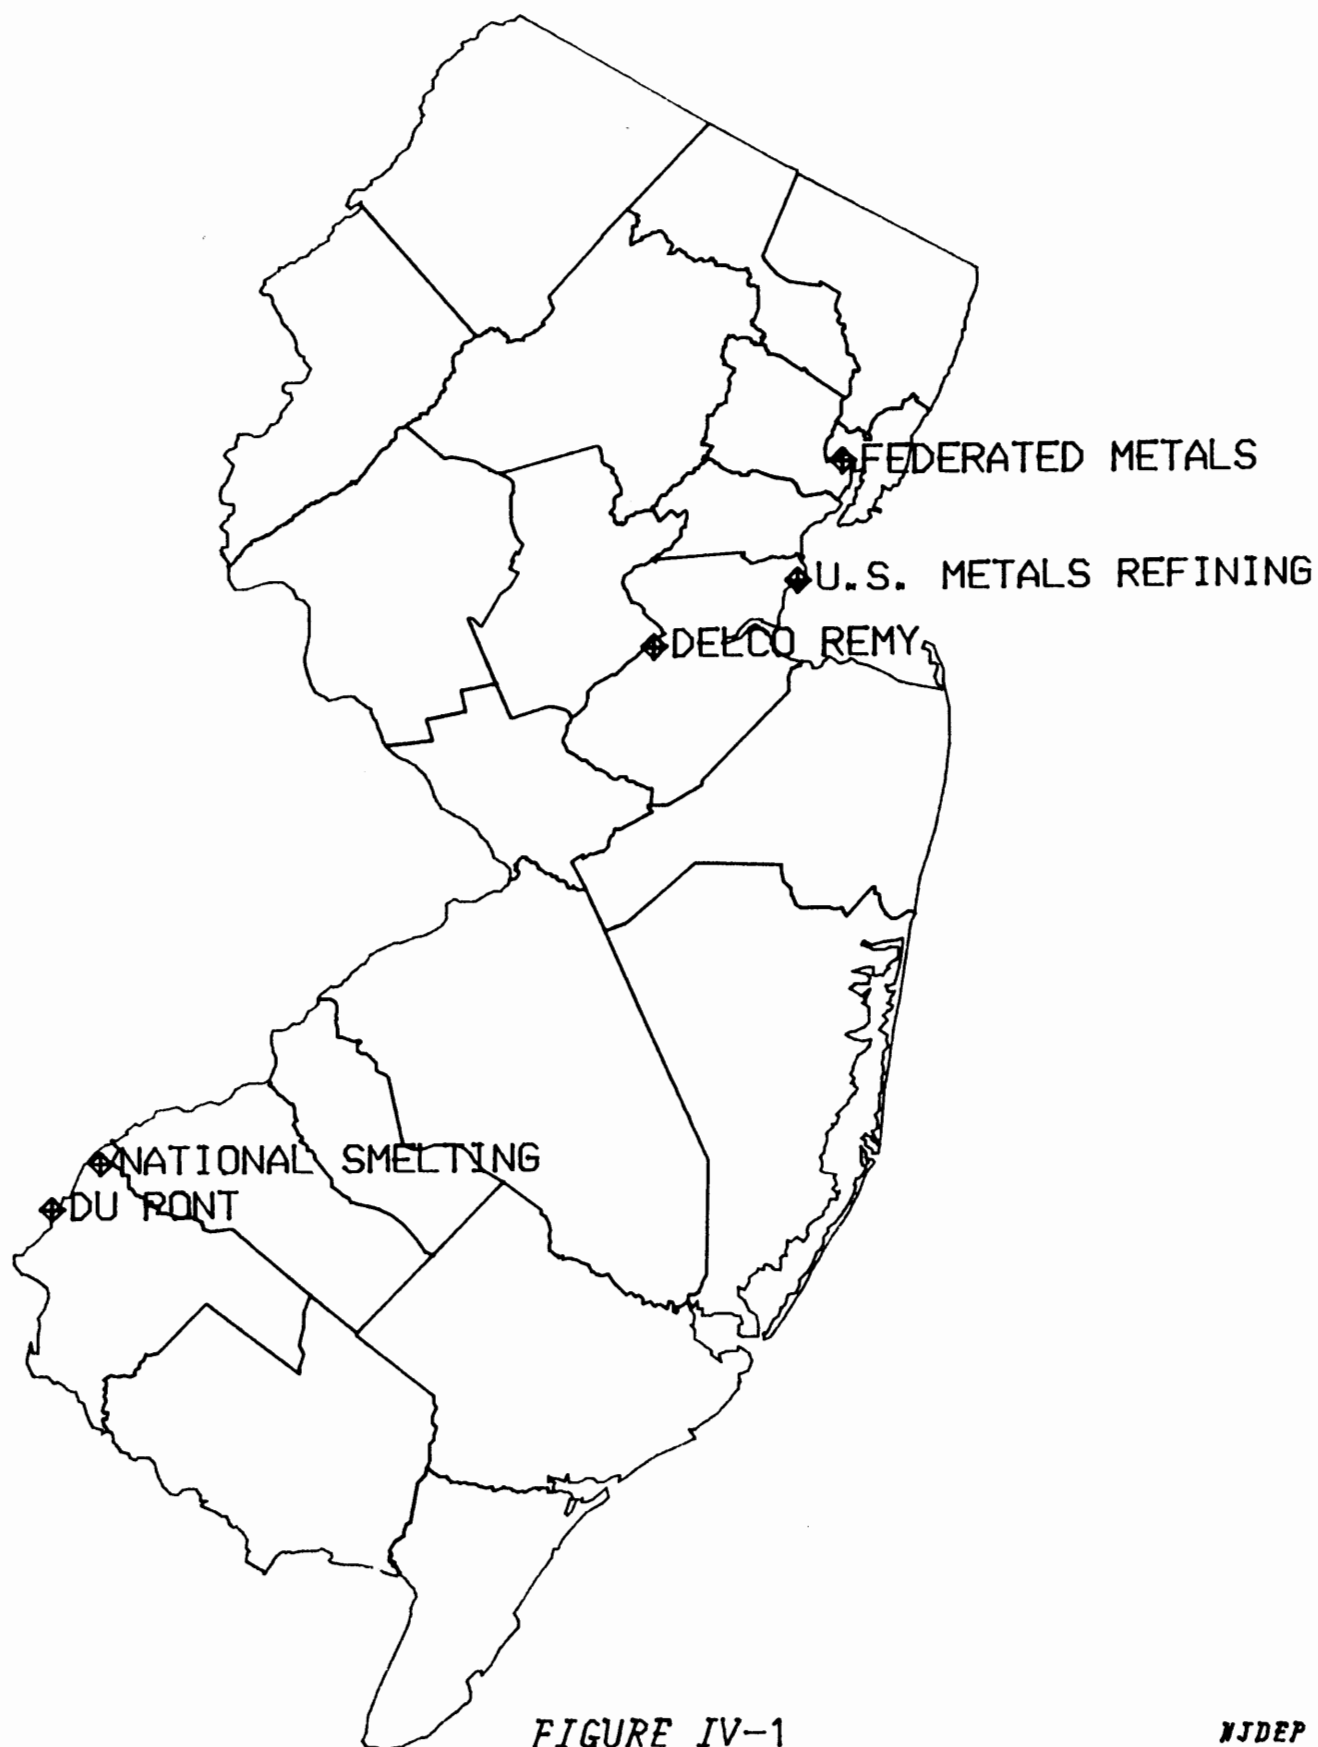 FEDERATED METALS
U.S. METALS REFINING
DELCO REMY
NATIONAL SMELTING
DU PONT
FIGURE IV-1
NJDEP